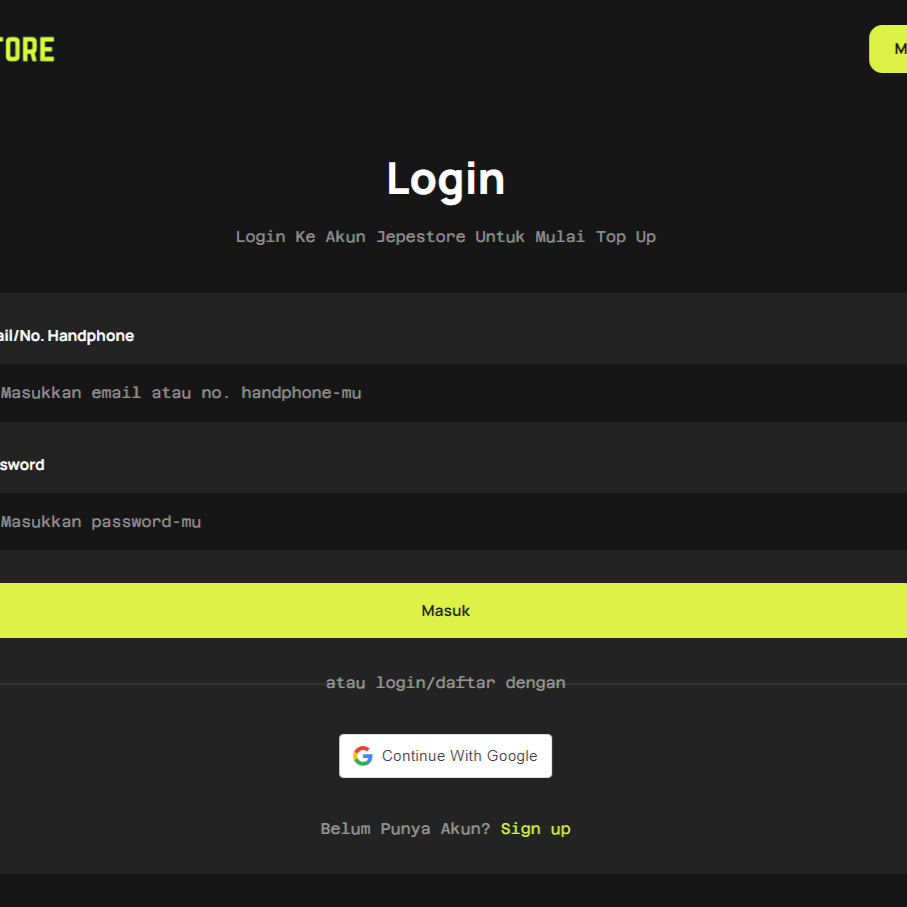 TORE
M
Login
Login Ke Akun Jepestore Untuk Mulai Top Up
ail/No. Handphone
Masukkan email atau no. handphone-mu
sword
Masukkan password-mu
Masuk
atau login/daftar dengan
Continue With Google
Belum Punya Akun? Sign up